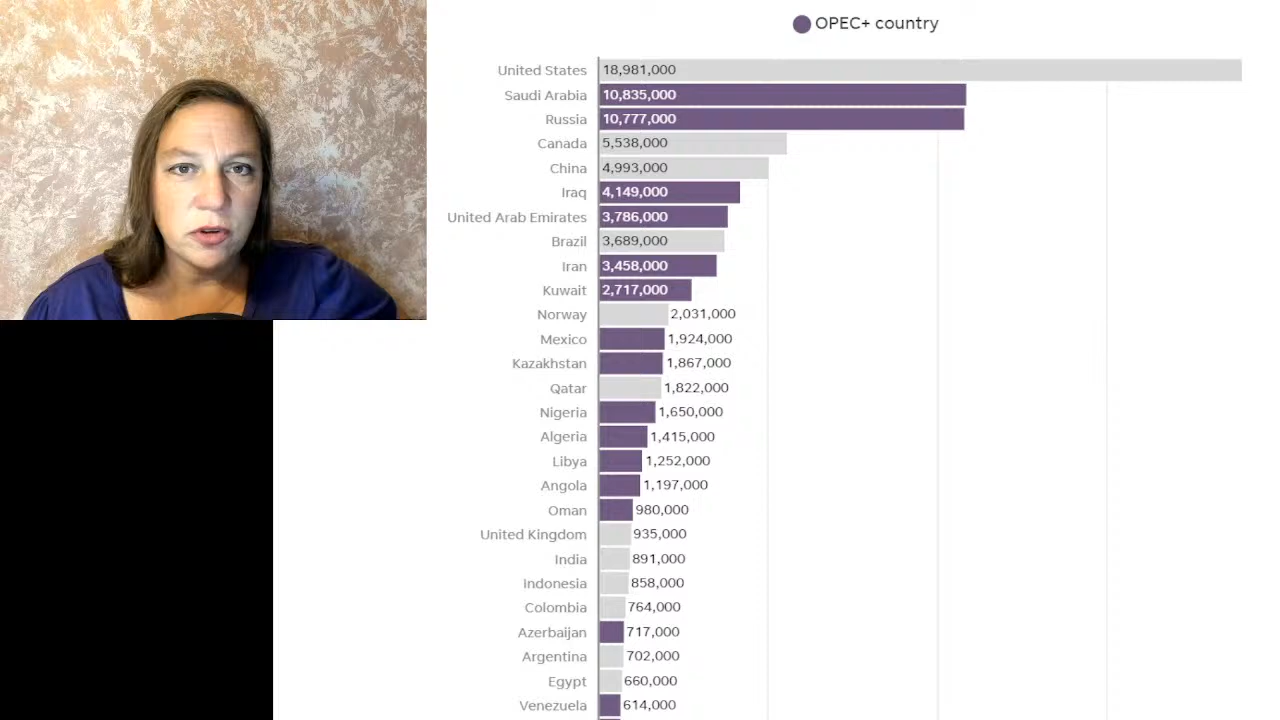 OPEC+ country
United States 18,981,000
Saudi Arabia 10,835,000
Russia 10,777,000
Canada 5,538,000
China 4,993,000
Iraq 4,149,000
United Arab Emirates 3,786,000
Brazil 3,689,000
Iran 3,458,000
Kuwait 2,717,000
Norway 2,031,000
Mexico 1,924,000
Kazakhstan 1,867,000
Qatar 1,822,000
Nigeria 1,650,000
Algeria 1,415,000
Libya 1,252,000
Angola 1,197,000
Oman 980,000
United Kingdom 935,000
India 891,000
Indonesia 858,000
Colombia 764,000
Azerbaijan 717,000
Argentina 702,000
Egypt 660,000
Venezuela 614,000